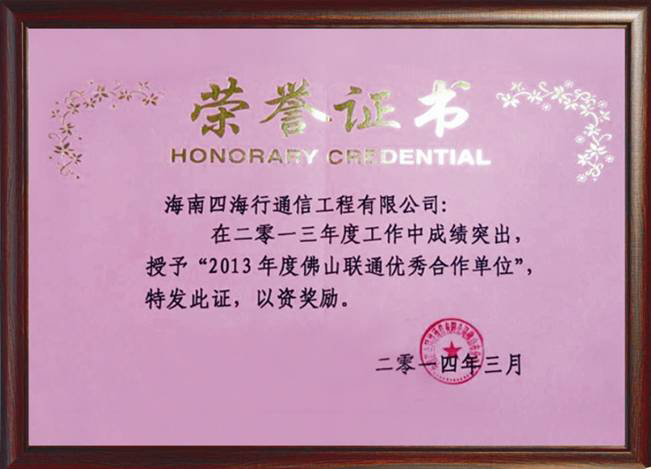 荣誉证书
HONORARY CREDENTIAL
海南四海行通信工程有限公司:
在二零一三年度工作中成绩突出，
授予“2013年度佛山联通优秀合作单位”，
特发此证，以资奖励。
二零一四年三月